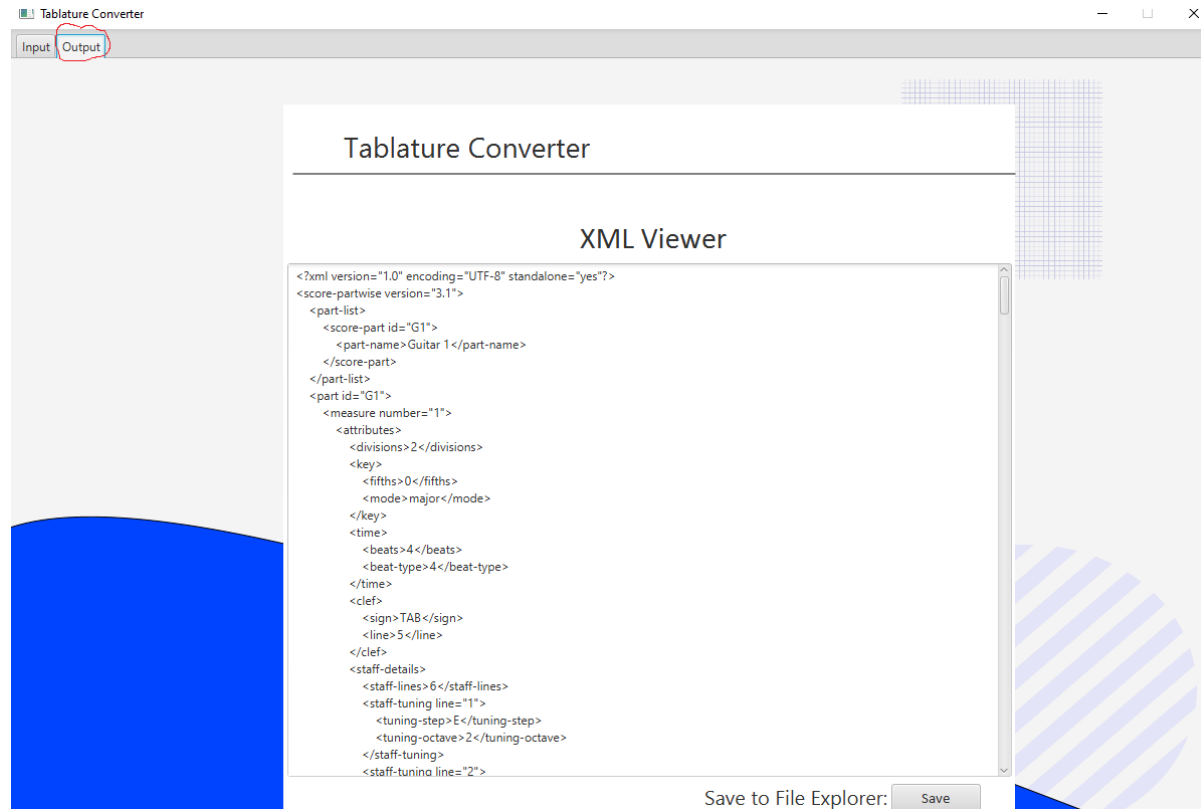 Tablature Converter
Input Output
Tablature Converter
XML Viewer
<?xml version="1.0" encoding="UTF-8" standalone="yes"?>
<score-partwise version="3.1">
<part-list>
<score-part id="G1">
<part-name>Guitar 1</part-name>
</score-part>
</part-list>
<part id="G1">
<measure number="1">
<attributes>
<divisions>2</divisions>
<key>
<fifths>0</fifths>
<mode>major</mode>
</key>
<time>
<beats>4</beats>
<beat-type>4</beat-type>
</time>
<clef>
<sign>TAB</sign>
<line>5</line>
</clef>
<staff-details>
<staff-lines>6</staff-lines>
<staff-tuning line="1">
<tuning-step>E</tuning-step>
<tuning-octave>2</tuning-octave>
</staff-tuning>
<staff-tuning line="2">
Save to File Explorer: Save